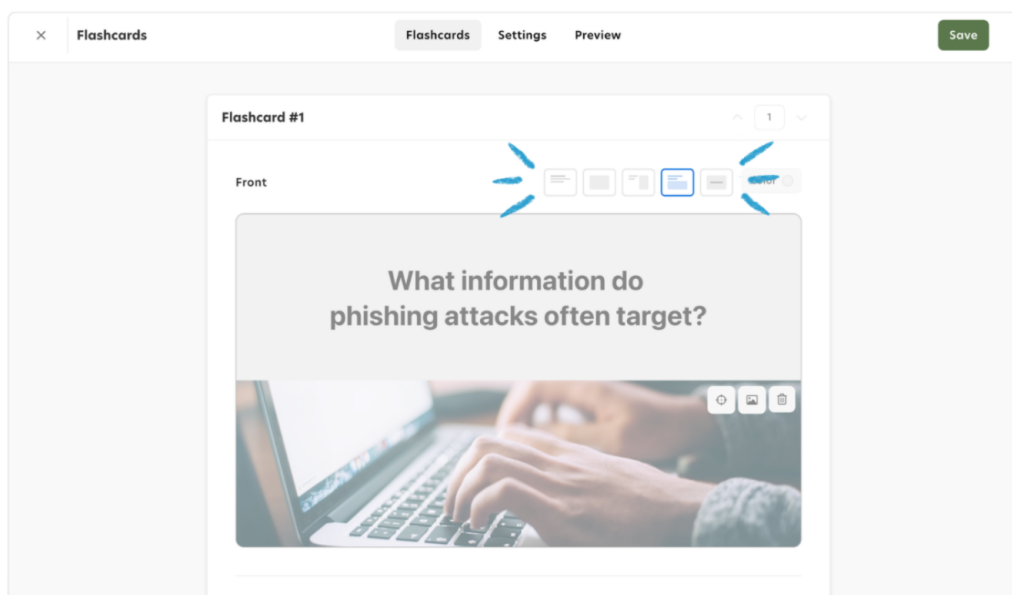 Flashcards
Flashcards Settings Preview
Save
Flashcard #1
1
Front
What information do
phishing attacks often target?